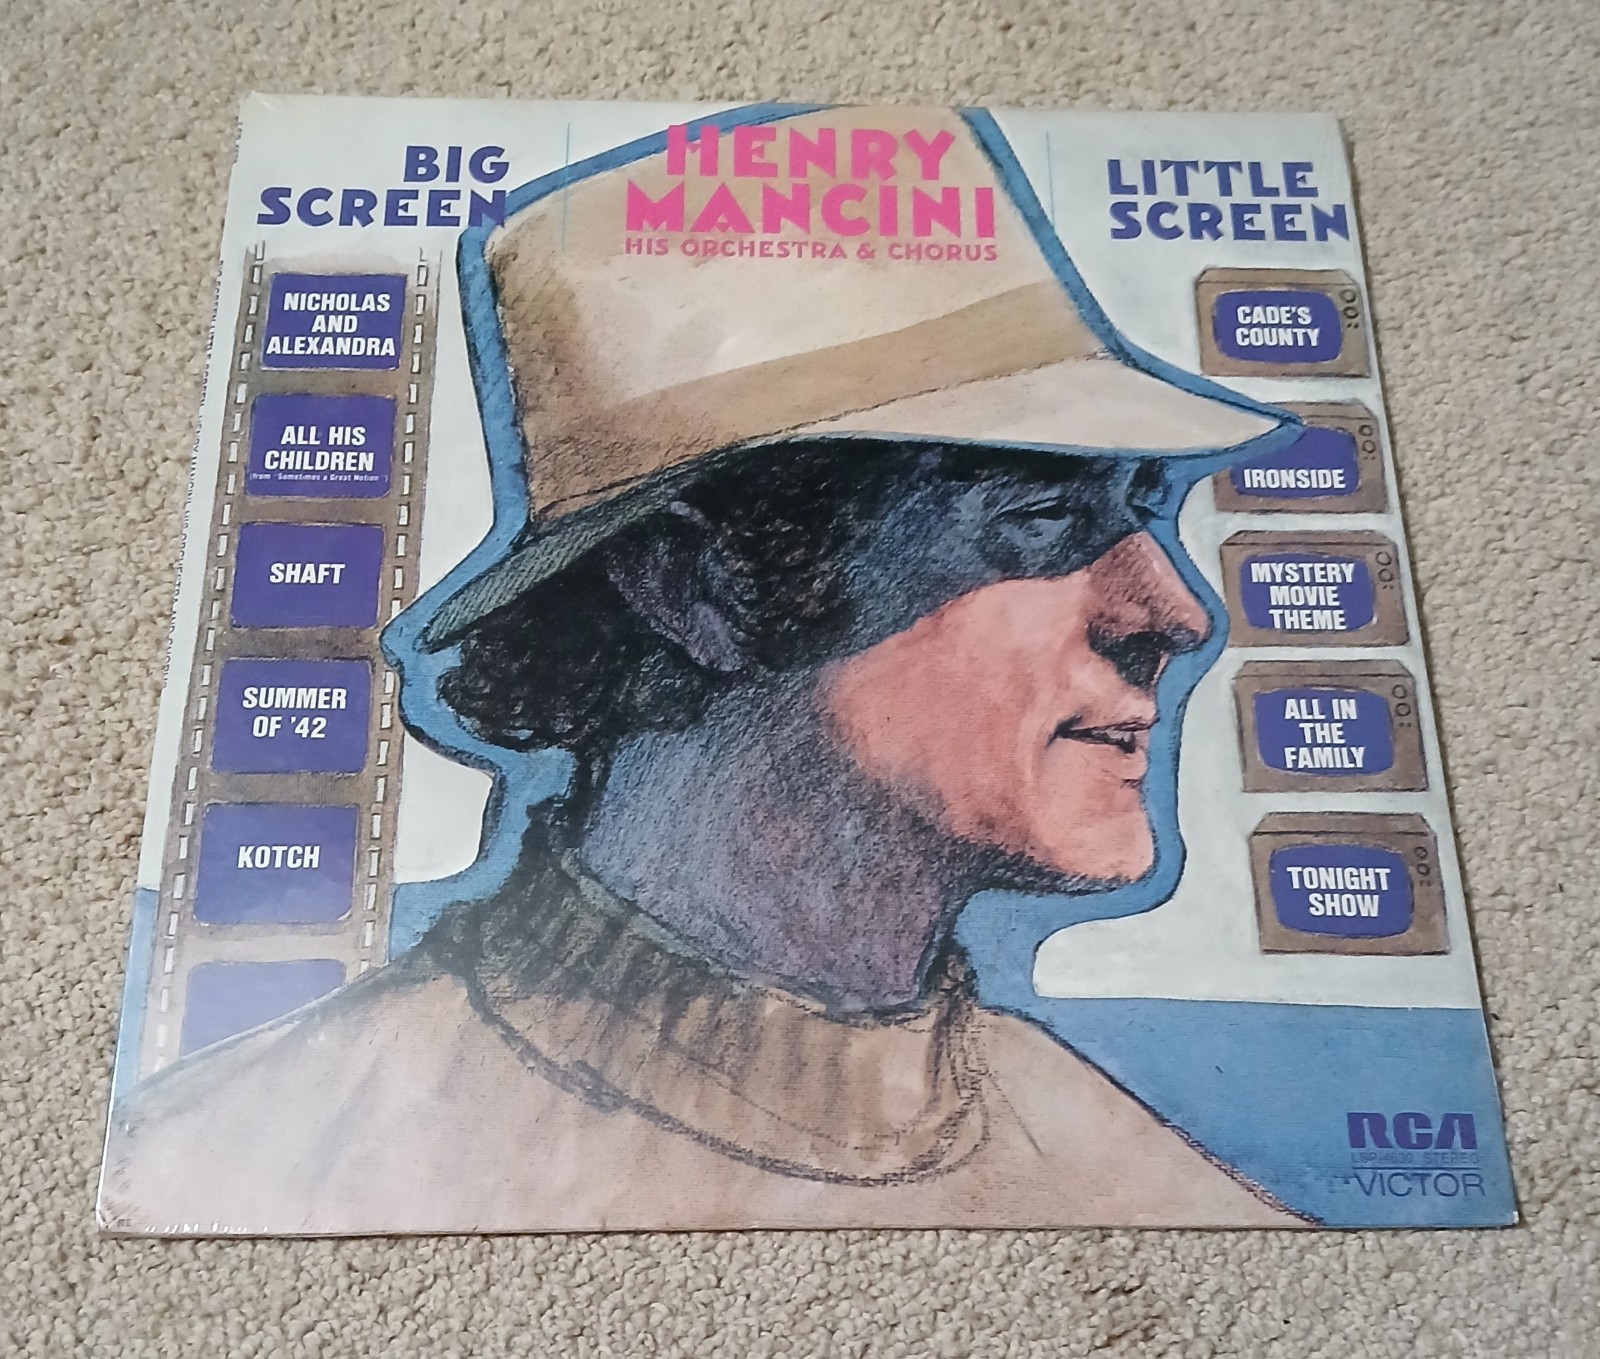 BIG
SCREEN
HENRY
MANCINI
HIS ORCHESTRA & CHORUS
LITTLE
SCREEN
NICHOLAS
AND
ALEXANDRA
ALL HIS
CHILDREN
(from "Sometimes a Great Notion")
SHAFT
SUMMER
OF '42
KOTCH
CADE'S
COUNTY
IRONSIDE
MYSTERY
MOVIE
THEME
ALL IN
THE
FAMILY
TONIGHT
SHOW
RCA
LSP-4630 STEREO
VICTOR